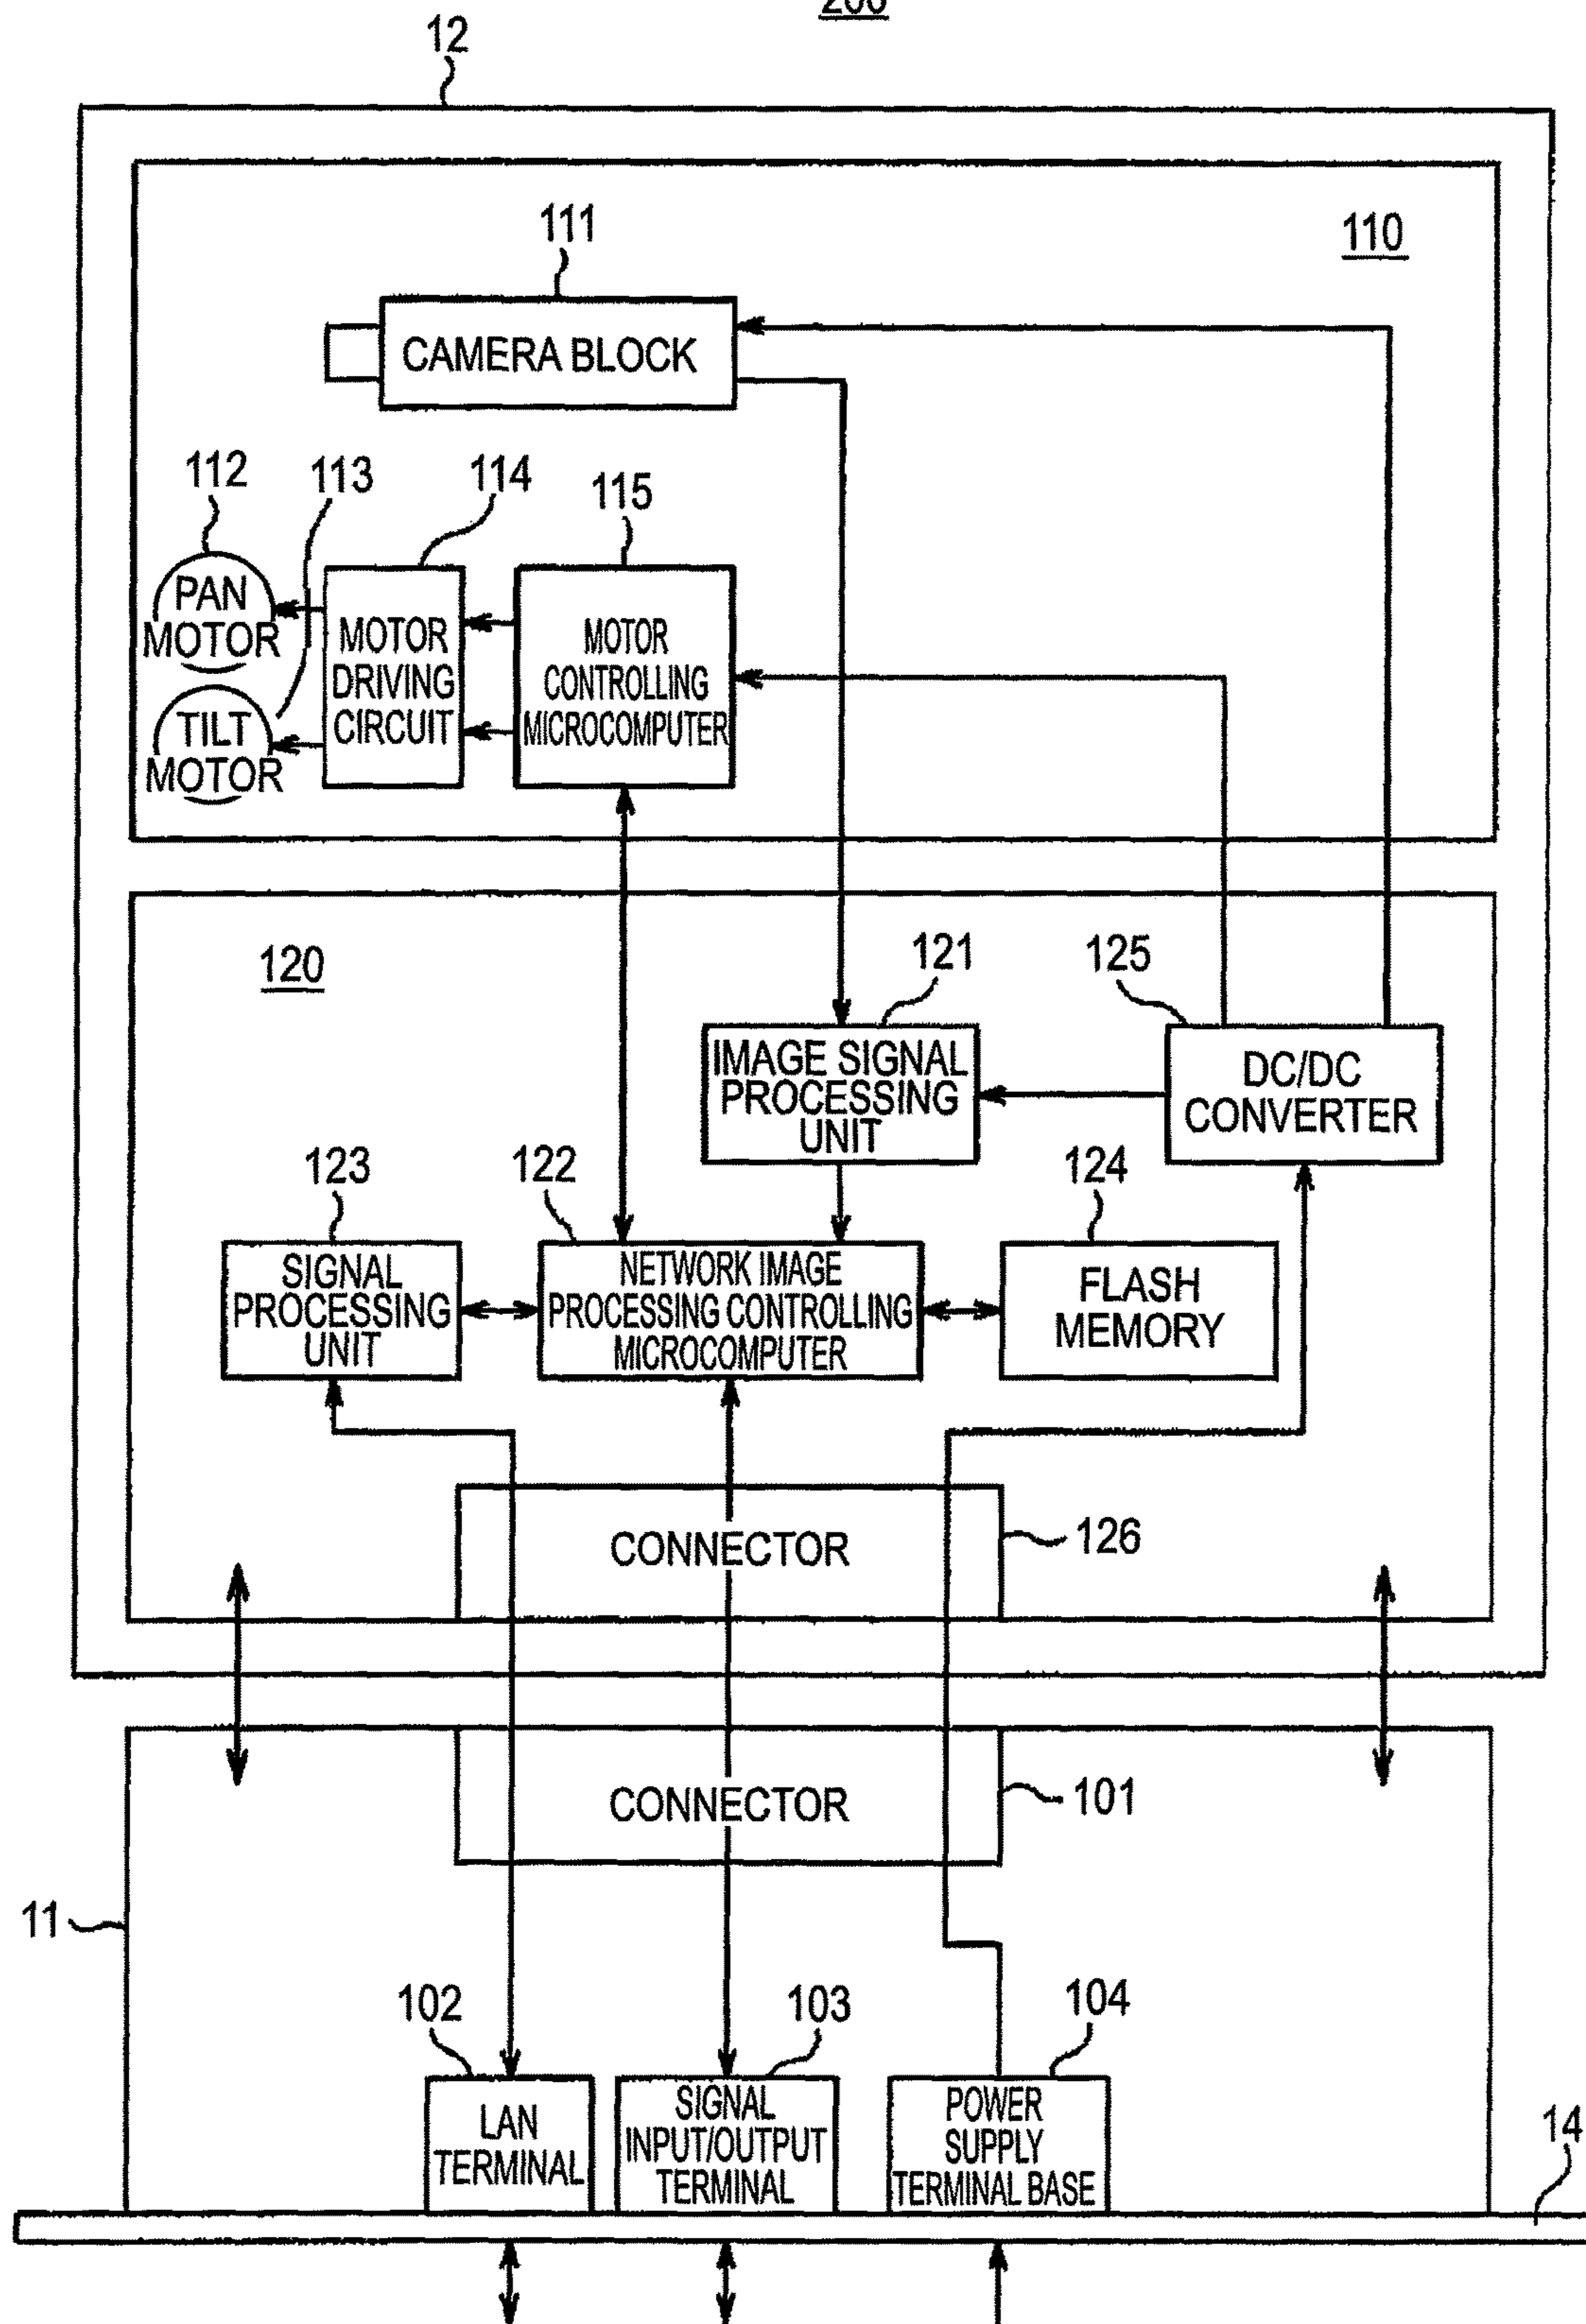 12
111
110
CAMERA BLOCK
112
113
114
115
PAN
MOTOR
TILT
MOTOR
MOTOR
DRIVING
CIRCUIT
MOTOR
CONTROLLING
MICROCOMPUTER
120
121
125
IMAGE SIGNAL
PROCESSING
UNIT
DC/DC
CONVERTER
123
122
124
SIGNAL
PROCESSING
UNIT
NETWORK IMAGE
PROCESSING CONTROLLING
MICROCOMPUTER
FLASH
MEMORY
CONNECTOR
126
CONNECTOR
101
11
102
103
104
LAN
TERMINAL
SIGNAL
INPUT/OUTPUT
TERMINAL
POWER
SUPPLY
TERMINAL BASE
14